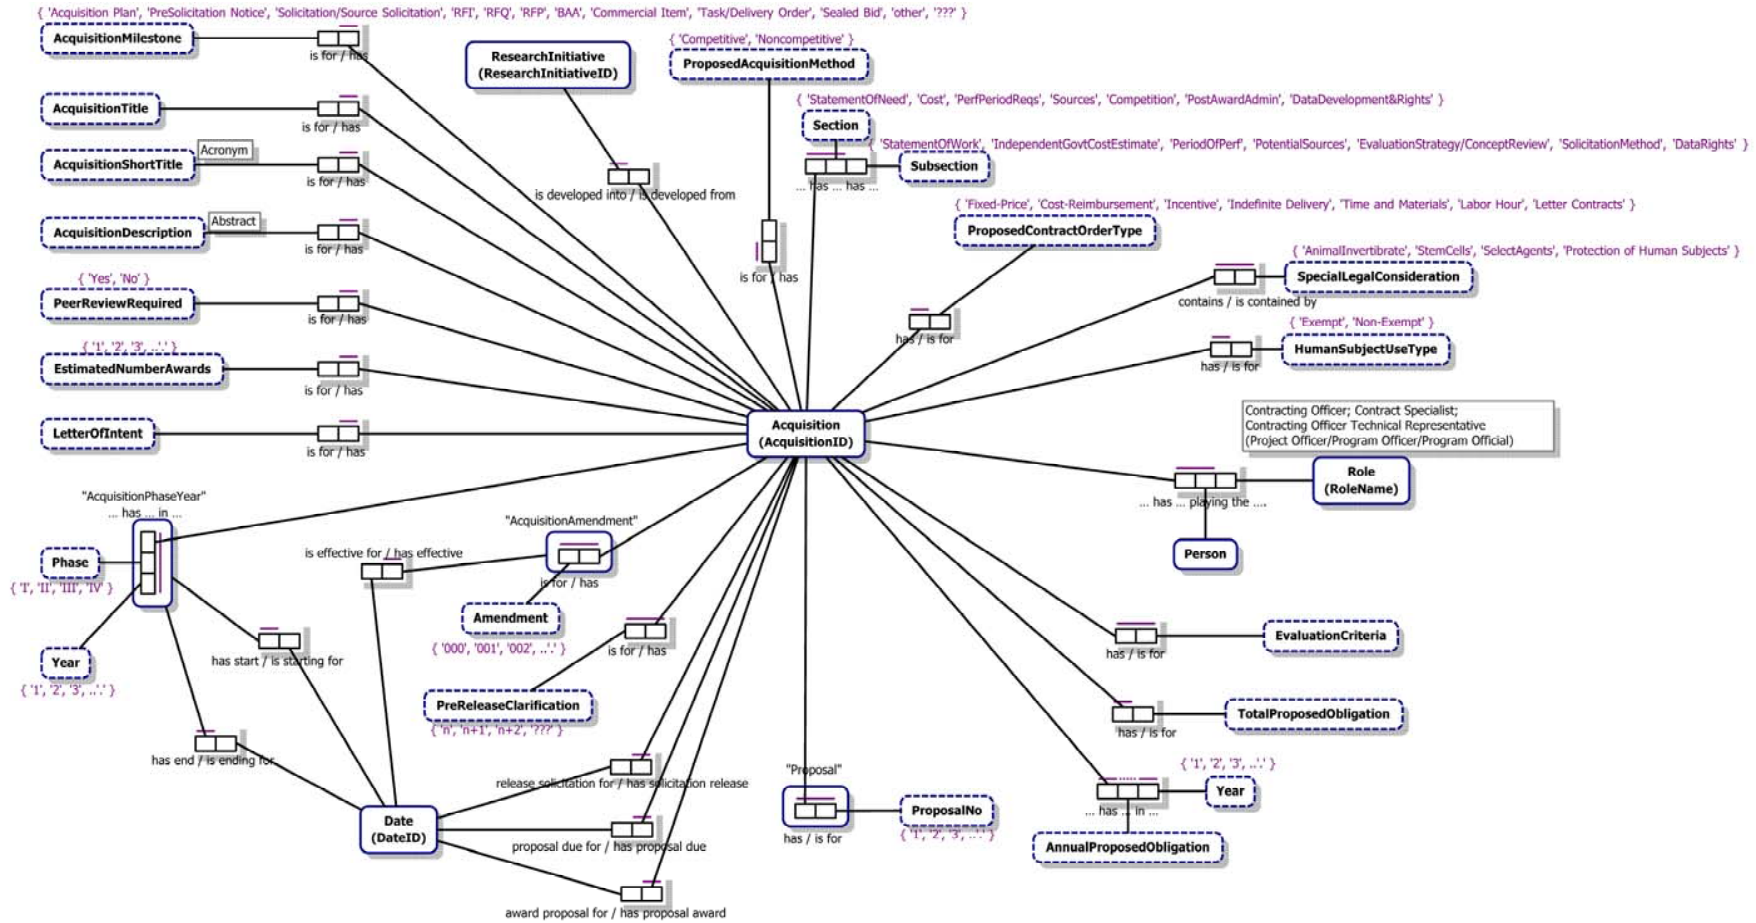 { 'Acquisition Plan', 'PreSolicitation Notice', 'Solicitation/Source Solicitation', 'RFI', 'RFQ', 'RFP', 'BAA', 'Commercial Item', 'Task/Delivery Order', 'Sealed Bid', 'other', '???' }
AcquisitionMilestone
is for / has
ResearchInitiative
(ResearchInitiativeID)
{ 'Competitive', 'Noncompetitive' }
ProposedAcquisitionMethod
AcquisitionTitle
is for / has
{ 'StatementOfNeed', 'Cost', 'PerfPeriodReqs', 'Sources', 'Competition', 'PostAwardAdmin', 'DataDevelopment&Rights' }
Section
{ 'StatementOfWork', 'IndependentGovtCostEstimate', 'PeriodOfPerf', 'PotentialSources', 'EvaluationStrategy/ConceptReview', 'SolicitationMethod', 'DataRights' }
Subsection
... has ... has ...
Acronym
AcquisitionShortTitle
is for / has
is developed into / is developed from
Abstract
AcquisitionDescription
is for / has
{ 'Fixed-Price', 'Cost-Reimbursement', 'Incentive', 'Indefinite Delivery', 'Time and Materials', 'Labor Hour', 'Letter Contracts' }
ProposedContractOrderType
is for / has
{ 'AnimalInvertibrate', 'StemCells', 'SelectAgents', 'Protection of Human Subjects' }
SpecialLegalConsideration
contains / is contained by
{ 'Yes', 'No' }
PeerReviewRequired
is for / has
has / is for
{ 'Exempt', 'Non-Exempt' }
HumanSubjectUseType
has / is for
{ '1', '2', '3', ..'.' }
EstimatedNumberAwards
is for / has
LetterOfIntent
is for / has
Acquisition
(AcquisitionID)
Contracting Officer; Contract Specialist;
Contracting Officer Technical Representative
(Project Officer/Program Officer/Program Official)
Role
(RoleName)
... has ... playing the ....
Person
"AcquisitionPhaseYear"
... has ... in ...
Phase
{ 'I', 'II', 'III', 'IV' }
Year
{ '1', '2', '3', ..'.' }
is effective for / has effective
"AcquisitionAmendment"
is for / has
Amendment
{ '000', '001', '002', ..'.' }
is for / has
has start / is starting for
PreReleaseClarification
{ 'n', 'n+1', 'n+2', '???' }
has end / is ending for
EvaluationCriteria
has / is for
TotalProposedObligation
has / is for
release solicitation for / has solicitation release
Date
(DateID)
proposal due for / has proposal due
award proposal for / has proposal award
"Proposal"
has / is for
ProposalNo
{ '1', '2', '3', ..'.' }
{ '1', '2', '3', ..'.' }
Year
... has ... in ...
AnnualProposedObligation